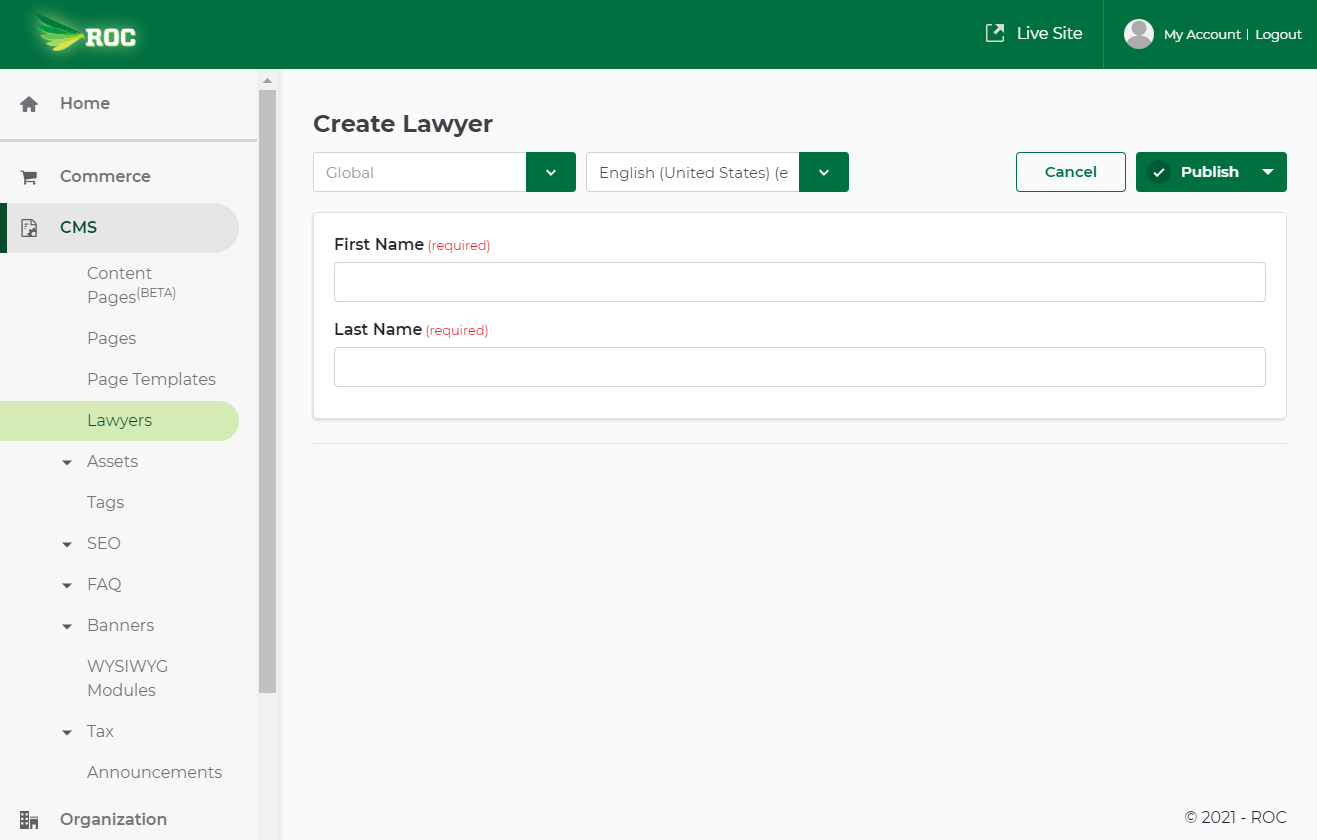 ROC
Live Site
My Account | Logout
Home
Commerce
CMS
Content
Pages(BETA)
Pages
Page Templates
Lawyers
Assets
Tags
SEO
FAQ
Banners
WYSIWYG
Modules
Tax
Announcements
Organization
Create Lawyer
Global
English (United States) (e
Cancel
Publish
First Name (required)
Last Name (required)
© 2021 - ROC